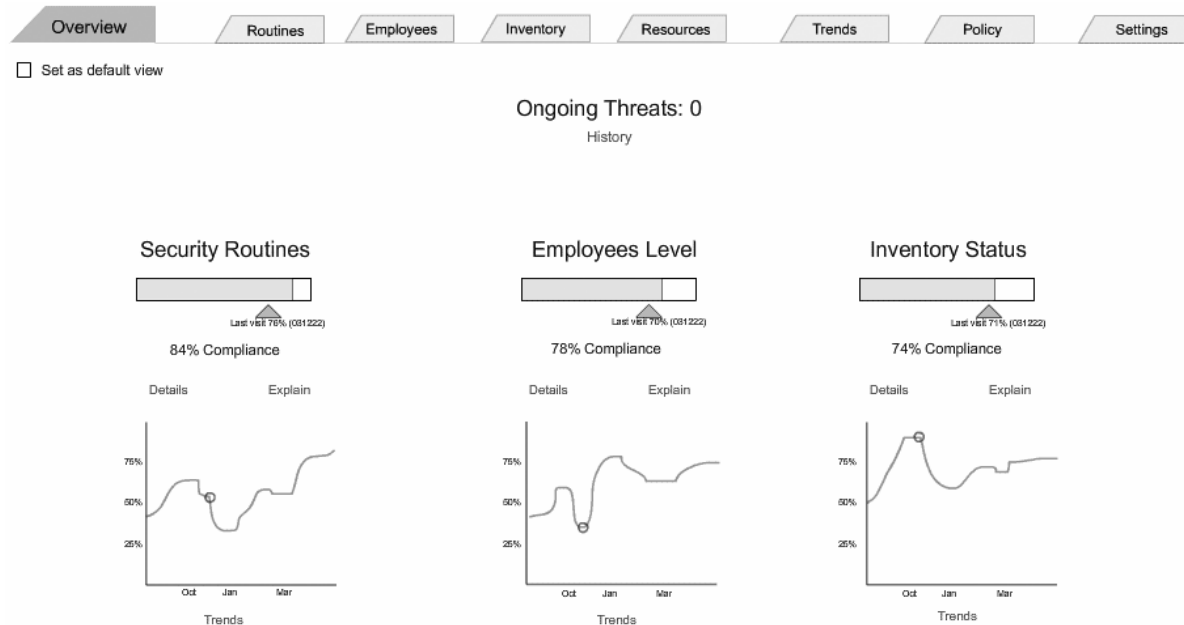 Overview Routines Employees Inventory Resources Trends Policy Settings
Set as default view
Ongoing Threats: 0
History
Security Routines Employees Level Inventory Status
Last visit 76% (031222) Last visit 70% (031222) Last visit 71% (031222)
84% Compliance 78% Compliance 74% Compliance
Details Explain Details Explain Details Explain
75% 75% 75%
50% 50% 50%
25% 25% 25%
Oct Jan Mar Oct Jan Mar Oct Jan Mar
Trends Trends Trends